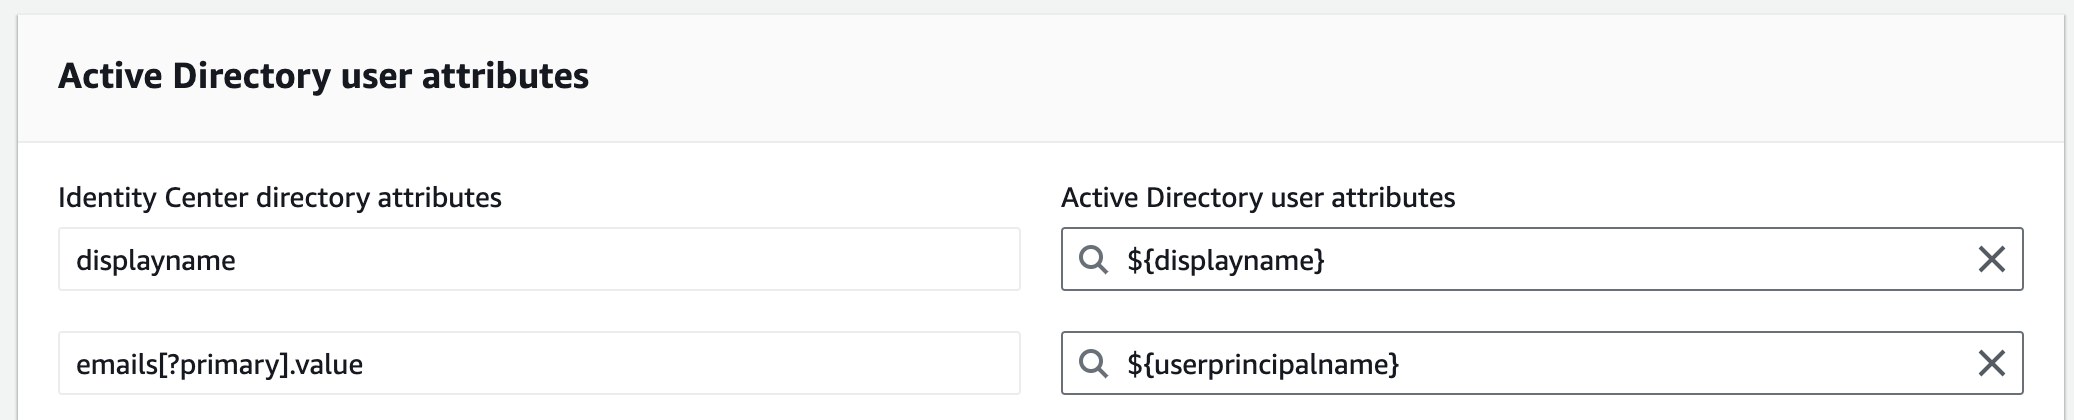 Active Directory user attributes
Identity Center directory attributes
Active Directory user attributes
displayname
${displayname}
emails[?primary].value
${userprincipalname}